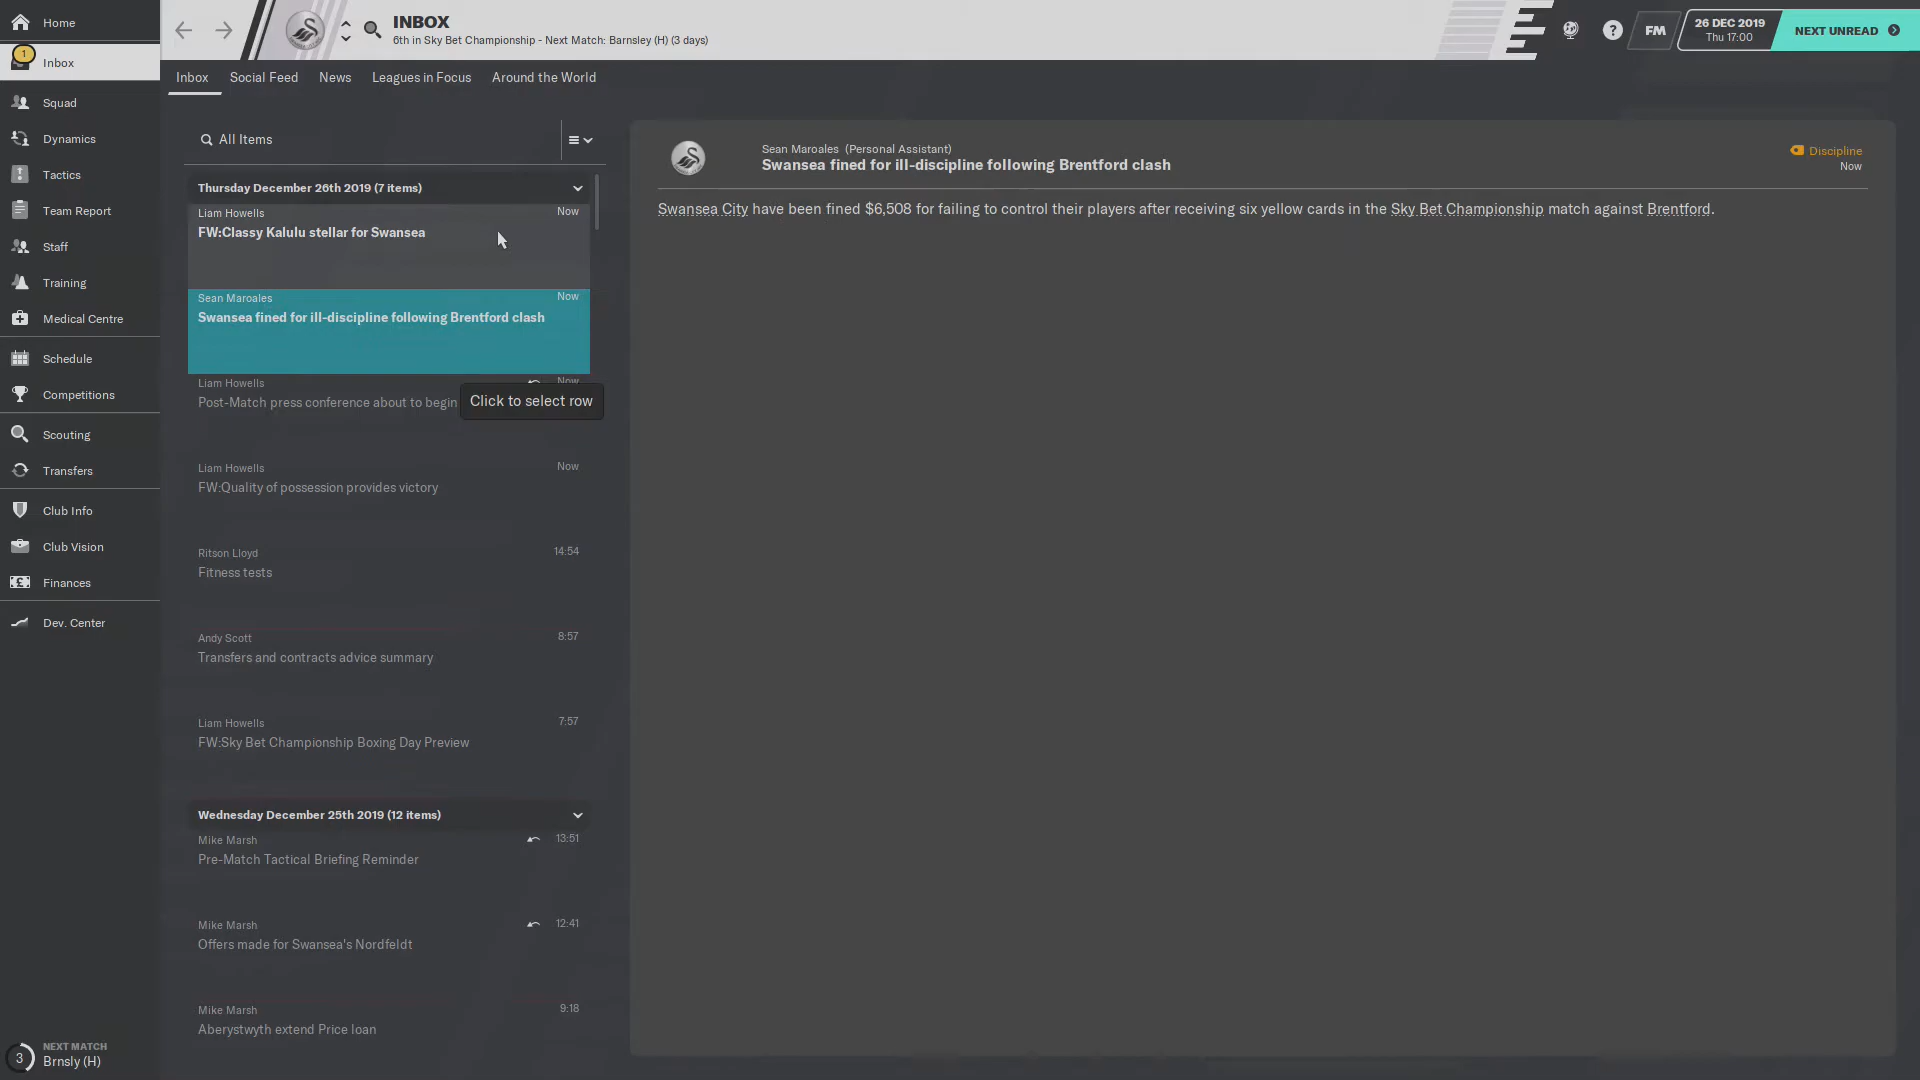 Home
1
Inbox
Squad
Dynamics
Tactics
Team Report
Staff
Training
Medical Centre
Schedule
Competitions
Scouting
Transfers
Club Info
Club Vision
Finances
Dev. Center
3
NEXT MATCH
Brnsly (H)
INBOX
6th in Sky Bet Championship - Next Match: Barnsley (H) (3 days)
?
FM
26 DEC 2019
Thu 17:00
NEXT UNREAD
Inbox Social Feed News Leagues in Focus Around the World
All Items
Thursday December 26th 2019 (7 items)
Liam Howells Now
FW:Classy Kalulu stellar for Swansea
Sean Maroales Now
Swansea fined for ill-discipline following Brentford clash
Liam Howells Now
Post-Match press conference about to begin
Click to select row
Liam Howells Now
FW:Quality of possession provides victory
Ritson Lloyd 14:54
Fitness tests
Andy Scott 8:57
Transfers and contracts advice summary
Liam Howells 7:57
FW:Sky Bet Championship Boxing Day Preview
Wednesday December 25th 2019 (12 items)
Mike Marsh 13:51
Pre-Match Tactical Briefing Reminder
Mike Marsh 12:41
Offers made for Swansea's Nordfeldt
Mike Marsh 9:18
Aberystwyth extend Price loan
Sean Maroales (Personal Assistant)
Swansea fined for ill-discipline following Brentford clash
Discipline
Now
Swansea City have been fined $6,508 for failing to control their players after receiving six yellow cards in the Sky Bet Championship match against Brentford.